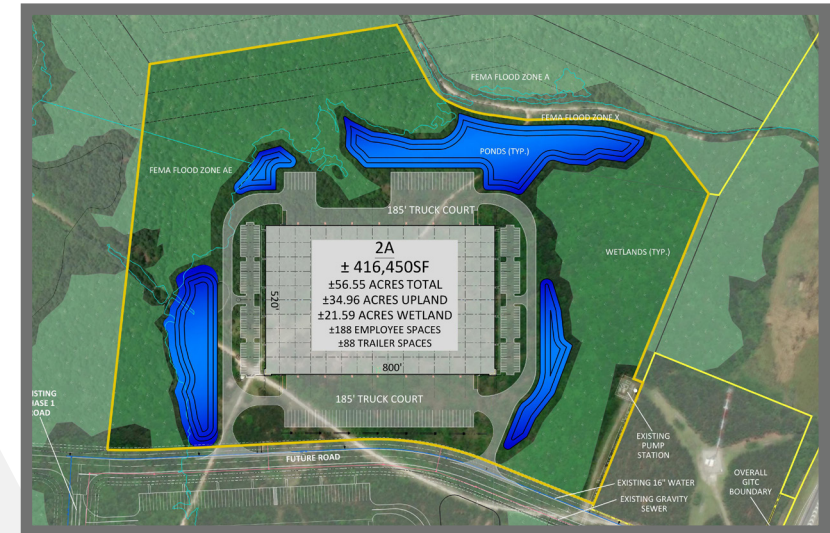 FEMA FLOOD ZONE A
FEMA FLOOD ZONE X
PONDS (TYP.)
FEMA FLOOD ZONE AE
185' TRUCK COURT
WETLANDS (TYP.)
2A
± 416,450SF
±56.55 ACRES TOTAL
±34.96 ACRES UPLAND
±21.59 ACRES WETLAND
±188 EMPLOYEE SPACES
±88 TRAILER SPACES
520'
800'
185' TRUCK COURT
ISTING
HASE 1
ROAD
FUTURE ROAD
EXISTING
PUMP
STATION
EXISTING 16" WATER
EXISTING GRAVITY
SEWER
OVERALL
GITC
BOUNDARY